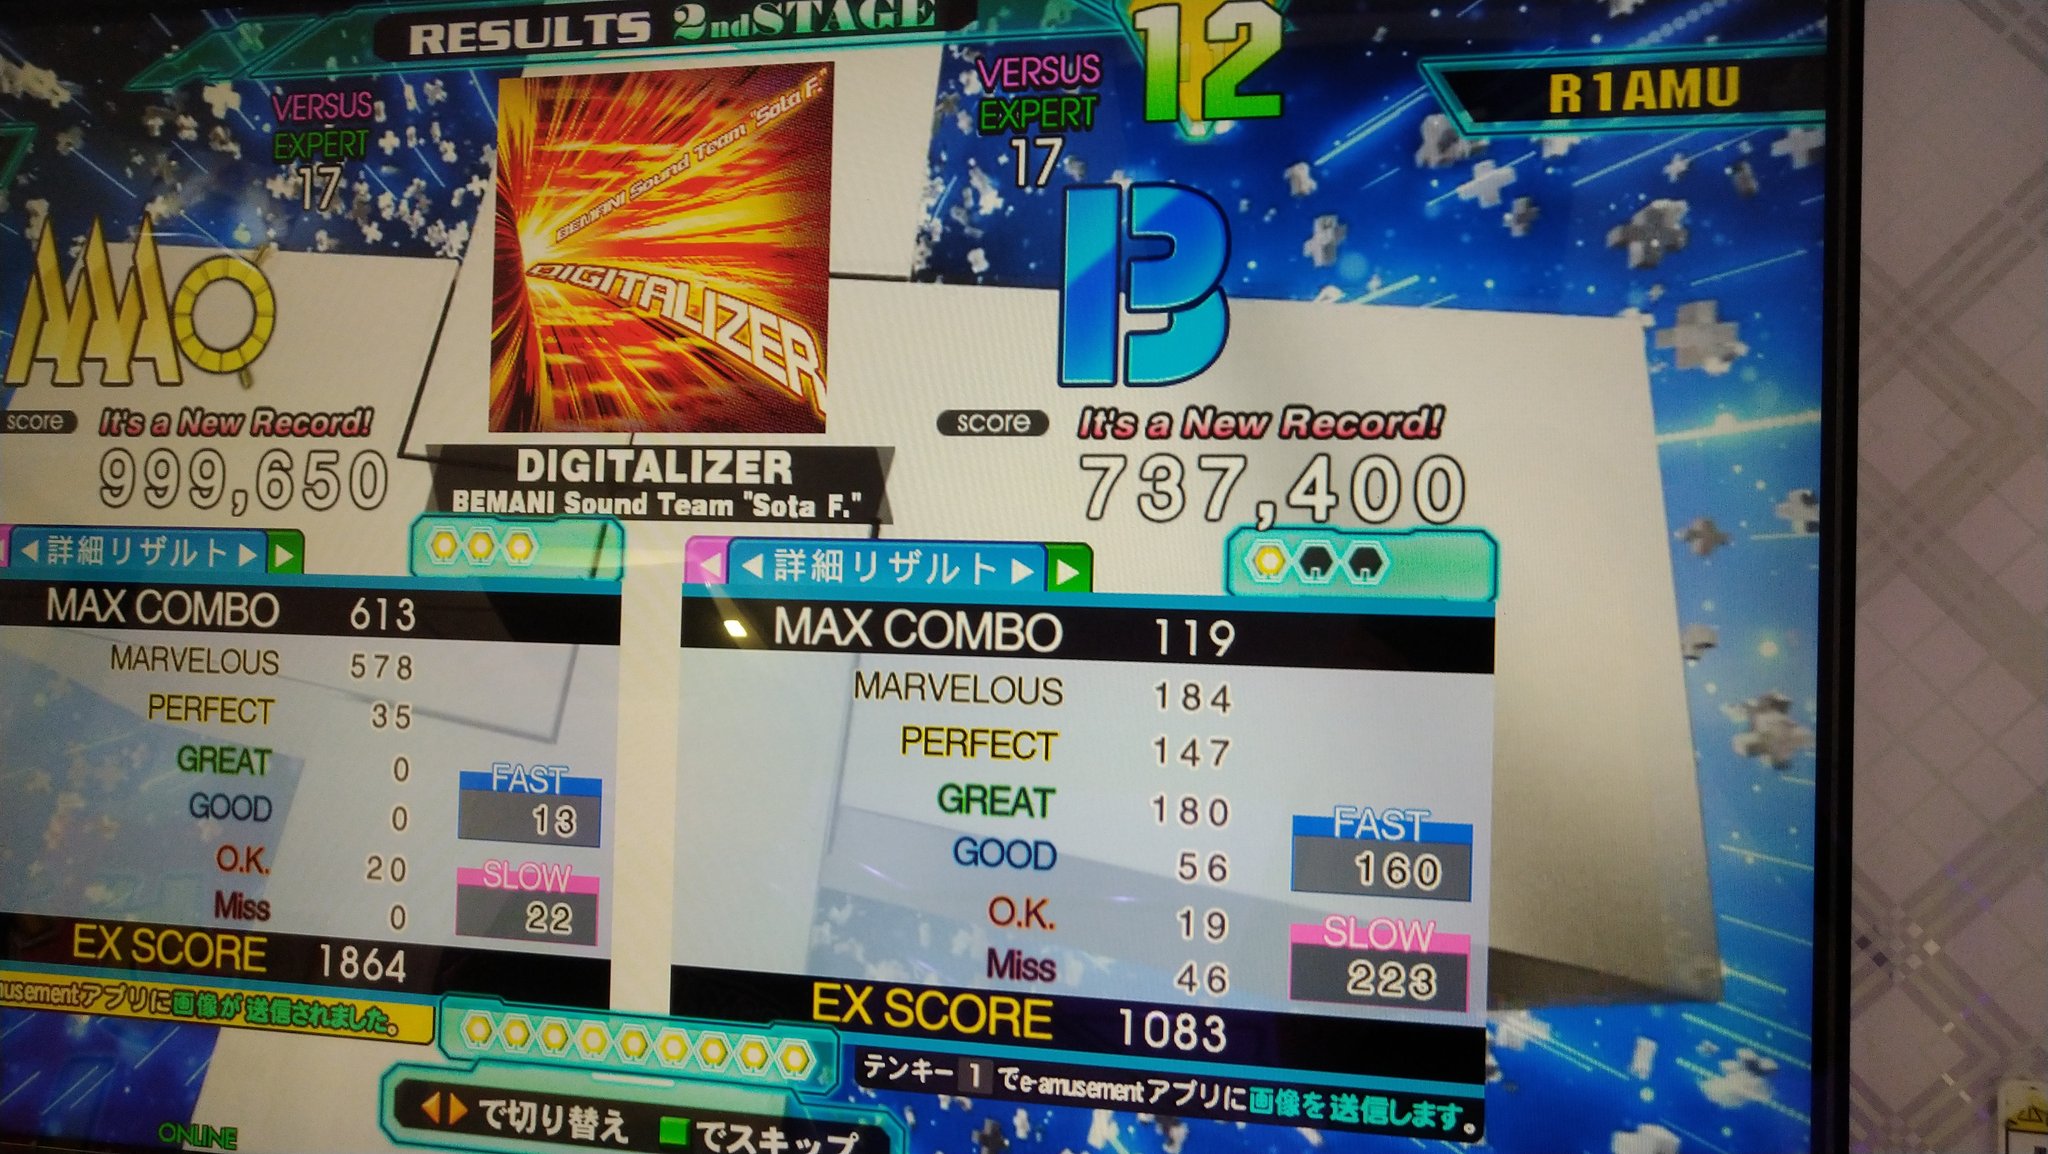 RESULTS 2nd STAGE
12
R1AMU
VERSUS
EXPERT
17
BEMANI Sound Team "Sota F."
DIGITALIZER
VERSUS
EXPERT
17
AAA
B
score It's a New Record!
999,650
DIGITALIZER
BEMANI Sound Team "Sota F."
score It's a New Record!
737,400
詳細リザルト
MAX COMBO 613
MARVELOUS 578
PERFECT 35
GREAT 0
GOOD 0
O.K. 20
Miss 0
FAST
13
SLOW
22
EX SCORE 1864
musementアプリに画像が送信されました。
詳細リザルト
MAX COMBO 119
MARVELOUS 184
PERFECT 147
GREAT 180
GOOD 56
O.K. 19
Miss 46
FAST
160
SLOW
223
EX SCORE 1083
テンキー 1 でe-amusementアプリに画像を送信します。
で切り替え でスキップ
ONLINE